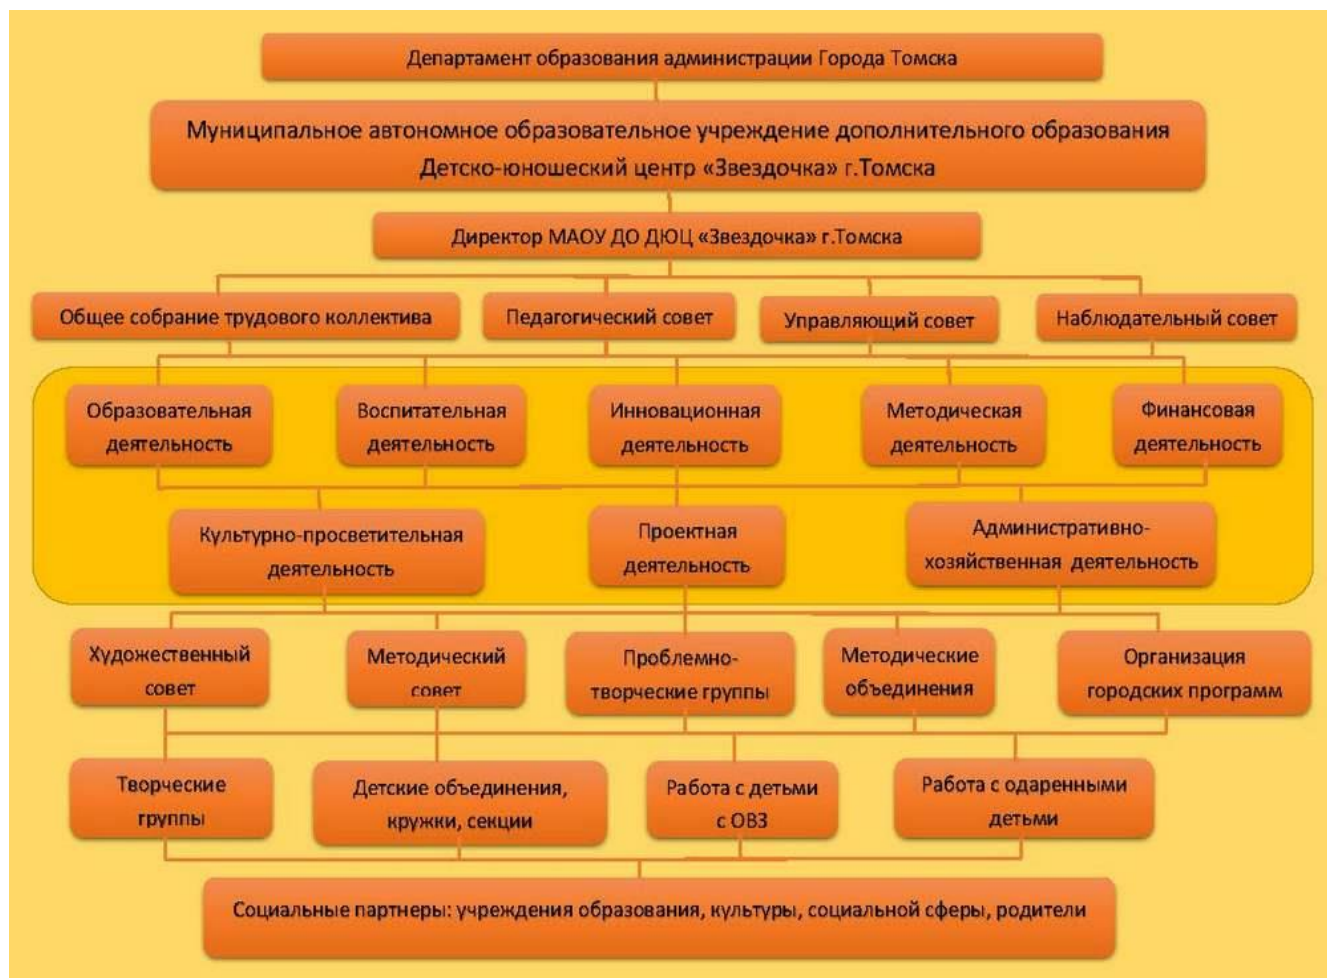 Департамент образования администрации Города Томска
Муниципальное автономное образовательное учреждение дополнительного образования
Детско-юношеский центр «Звездочка» г.Томска
Директор МАОУ ДО ДЮЦ «Звездочка» г.Томска
Общее собрание трудового коллектива
Педагогический совет
Управляющий совет
Наблюдательный совет
Образовательная
деятельность
Воспитательная
деятельность
Инновационная
деятельность
Методическая
деятельность
Финансовая
деятельность
Культурно-просветительная
деятельность
Проектная
деятельность
Административно-
хозяйственная деятельность
Художественный
совет
Методический
совет
Проблемно-
творческие группы
Методические
объединения
Организация
городских программ
Творческие
группы
Детские объединения,
кружки, секции
Работа с детьми
с ОВЗ
Работа с одаренными
детьми
Социальные партнеры: учреждения образования, культуры, социальной сферы, родители